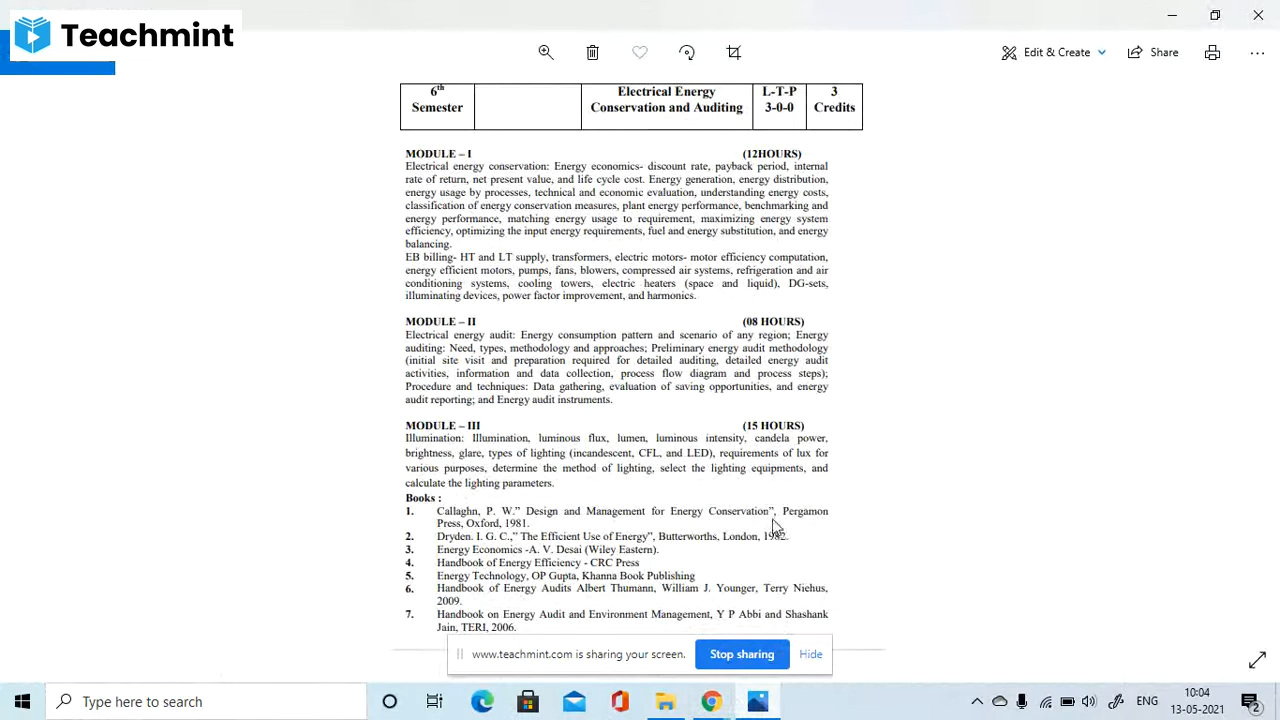 Teachmint
Edit & Create
Share
6th
Semester
Electrical Energy
Conservation and Auditing
L-T-P
3-0-0
3
Credits
MODULE – I (12HOURS)
Electrical energy conservation: Energy economics- discount rate, payback period, internal
rate of return, net present value, and life cycle cost. Energy generation, energy distribution,
energy usage by processes, technical and economic evaluation, understanding energy costs,
classification of energy conservation measures, plant energy performance, benchmarking and
energy performance, matching energy usage to requirement, maximizing energy system
efficiency, optimizing the input energy requirements, fuel and energy substitution, and energy
balancing.
EB billing- HT and LT supply, transformers, electric motors- motor efficiency computation,
energy efficient motors, pumps, fans, blowers, compressed air systems, refrigeration and air
conditioning systems, cooling towers, electric heaters (space and liquid), DG-sets,
illuminating devices, power factor improvement, and harmonics.
MODULE – II (08 HOURS)
Electrical energy audit: Energy consumption pattern and scenario of any region; Energy
auditing: Need, types, methodology and approaches; Preliminary energy audit methodology
(initial site visit and preparation required for detailed auditing, detailed energy audit
activities, information and data collection, process flow diagram and process steps);
Procedure and techniques: Data gathering, evaluation of saving opportunities, and energy
audit reporting; and Energy audit instruments.
MODULE – III (15 HOURS)
Illumination: Illumination, luminous flux, lumen, luminous intensity, candela power,
brightness, glare, types of lighting (incandescent, CFL, and LED), requirements of lux for
various purposes, determine the method of lighting, select the lighting equipments, and
calculate the lighting parameters.
Books :
1. Callaghn, P. W.” Design and Management for Energy Conservation”, Pergamon
Press, Oxford, 1981.
2. Dryden. I. G. C.,” The Efficient Use of Energy”, Butterworths, London, 1982.
3. Energy Economics -A. V. Desai (Wiley Eastern).
4. Handbook of Energy Efficiency - CRC Press
5. Energy Technology, OP Gupta, Khanna Book Publishing
6. Handbook of Energy Audits Albert Thumann, William J. Younger, Terry Niehus,
2009.
7. Handbook on Energy Audit and Environment Management, Y P Abbi and Shashank
Jain, TERI, 2006.
www.teachmint.com is sharing your screen.
Stop sharing
Hide
Type here to search
ENG
10:04
13-05-2021
2